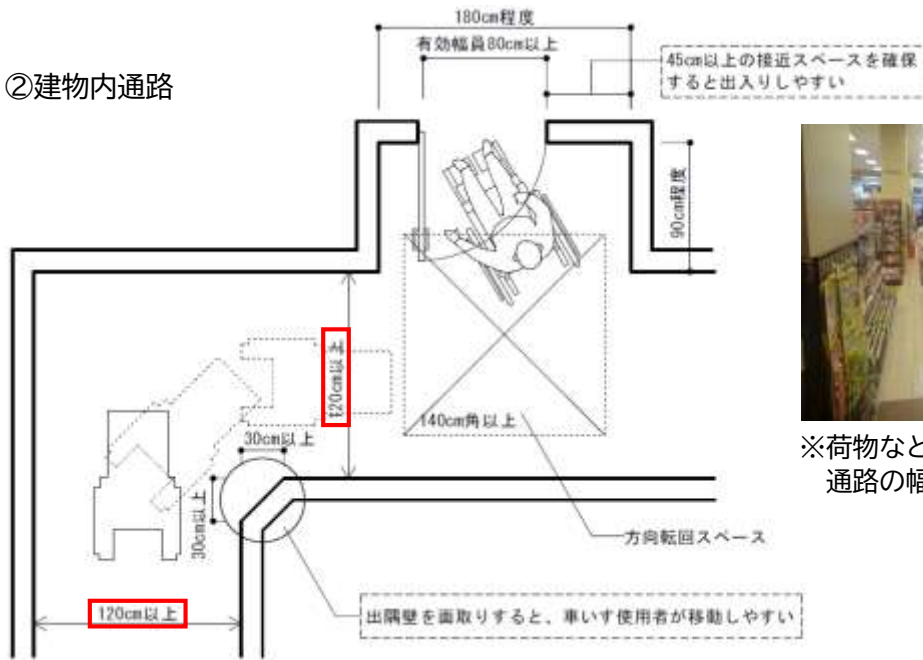 180cm程度
有効幅員80cm以上
45cm以上の接近スペースを確保
すると出入りしやすい
②建物内通路
90cm程度
120cm以上
140cm角以上
30cm以上
30cm以上
※荷物など
通路の幅
方向転回スペース
120cm以上
出隅壁を面取りすると、車いす使用者が移動しやすい